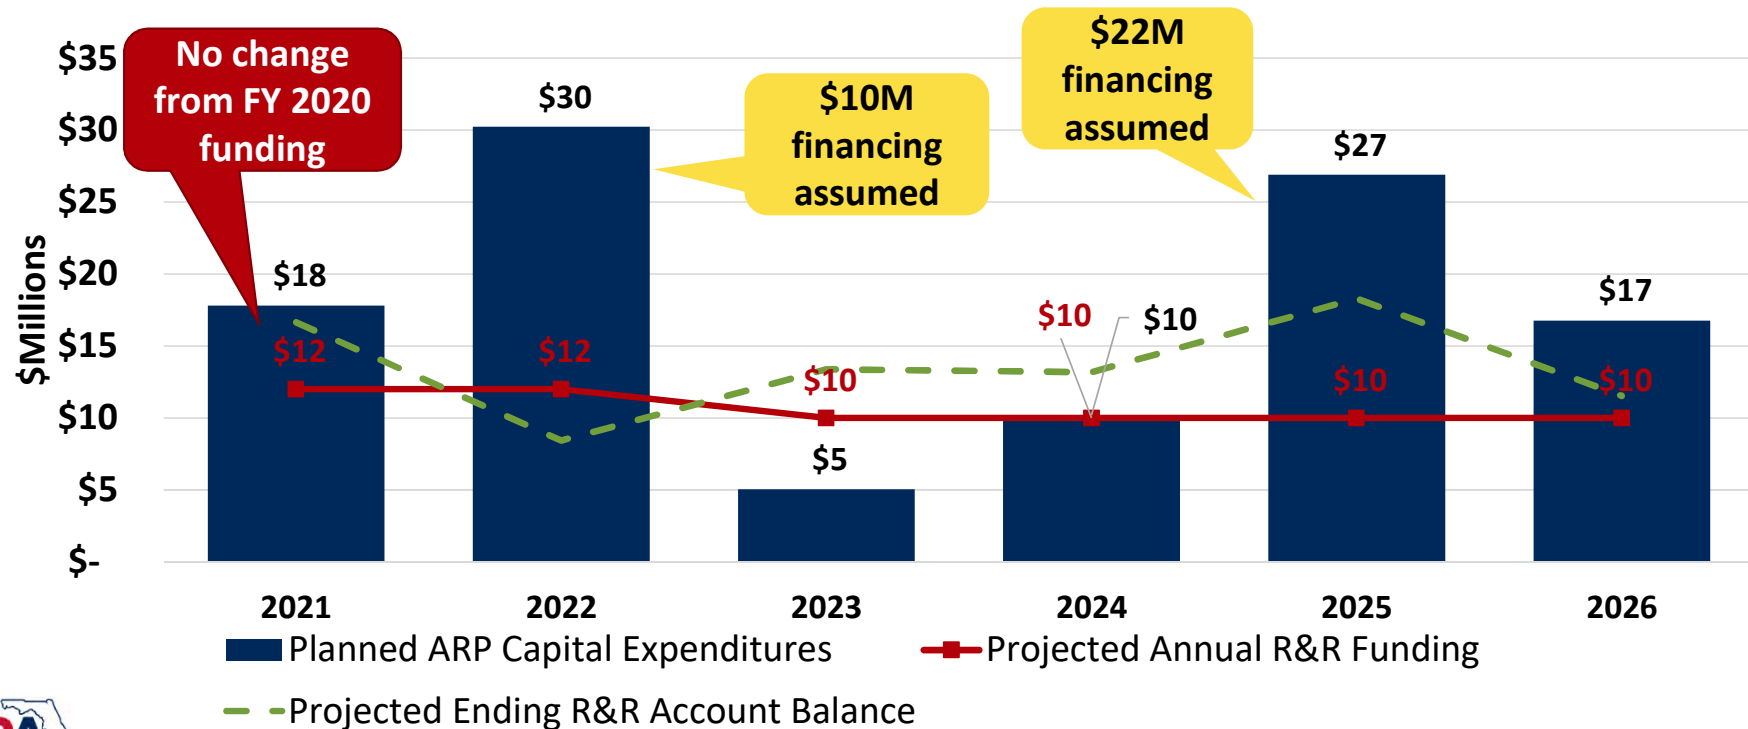 No change
from FY 2020
funding
$10M
financing
assumed
$22M
financing
assumed
$Millions
$35
$30
$25
$20
$15
$10
$5
$-
$18
$30
$5
$10
$27
$17
$12
$12
$10
$10
$10
$10
2021
2022
2023
2024
2025
2026
Planned ARP Capital Expenditures
Projected Annual R&R Funding
Projected Ending R&R Account Balance